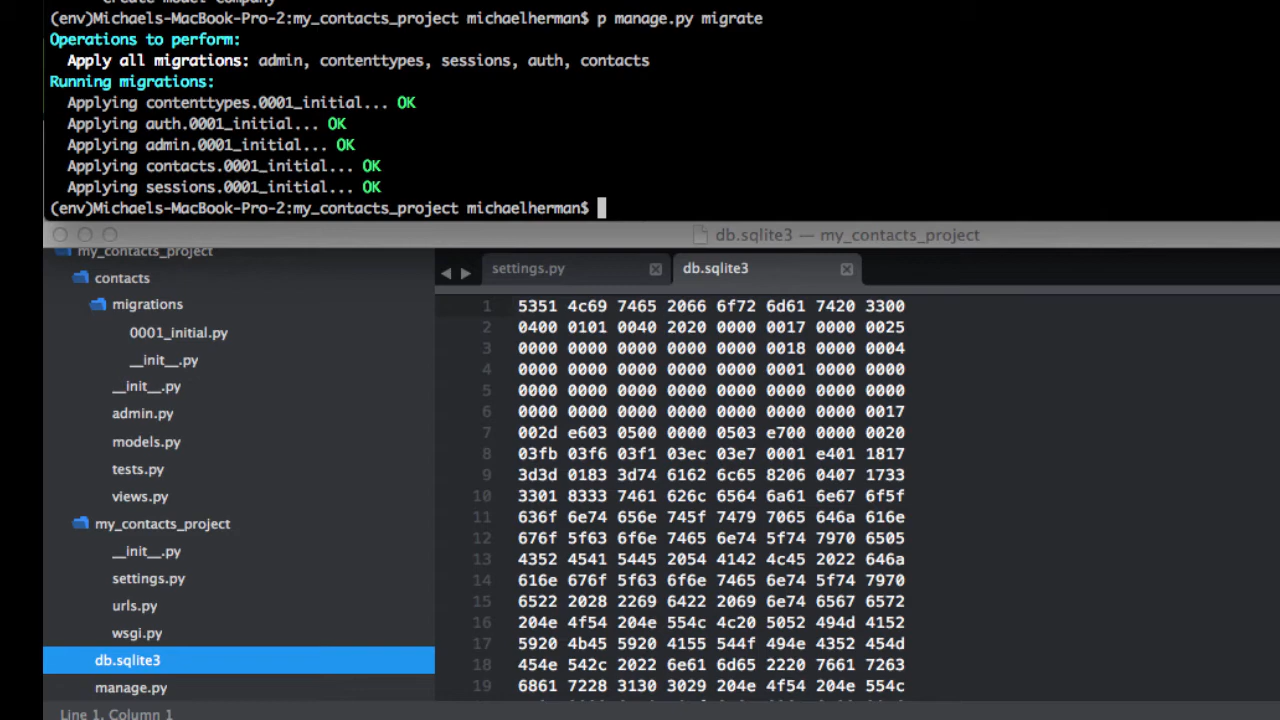 Create model Company
(env)Michaels-MacBook-Pro-2:my_contacts_project michaelherman$ p manage.py migrate
Operations to perform:
Apply all migrations: admin, contenttypes, sessions, auth, contacts
Running migrations:
Applying contenttypes.0001_initial... OK
Applying auth.0001_initial... OK
Applying admin.0001_initial... OK
Applying contacts.0001_initial... OK
Applying sessions.0001_initial... OK
(env)Michaels-MacBook-Pro-2:my_contacts_project michaelherman$
db.sqlite3 — my_contacts_project
my_contacts_project
contacts
migrations
0001_initial.py
__init__.py
__init__.py
admin.py
models.py
tests.py
views.py
my_contacts_project
__init__.py
settings.py
urls.py
wsgi.py
db.sqlite3
manage.py
settings.py
db.sqlite3
1 5351 4c69 7465 2066 6f72 6d61 7420 3300
2 0400 0101 0040 2020 0000 0017 0000 0025
3 0000 0000 0000 0000 0000 0018 0000 0004
4 0000 0000 0000 0000 0000 0001 0000 0000
5 0000 0000 0000 0000 0000 0000 0000 0000
6 0000 0000 0000 0000 0000 0000 0000 0017
7 002d e603 0500 0000 0503 e700 0000 0020
8 03fb 03f6 03f1 03ec 03e7 0001 e401 1817
9 3d3d 0183 3d74 6162 6c65 8206 0407 1733
10 3301 8333 7461 626c 6564 6a61 6e67 6f5f
11 636f 6e74 656e 745f 7479 7065 646a 616e
12 676f 5f63 6f6e 7465 6e74 5f74 7970 6505
13 4352 4541 5445 2054 4142 4c45 2022 646a
14 616e 676f 5f63 6f6e 7465 6e74 5f74 7970
15 6522 2028 2269 6422 2069 6e74 6567 6572
16 204e 4f54 204e 554c 4c20 5052 494d 4152
17 5920 4b45 5920 4155 544f 494e 4352 454d
18 454e 542c 2022 6e61 6d65 2220 7661 7263
19 6861 7228 3130 3029 204e 4f54 204e 554c
Line 1, Column 1